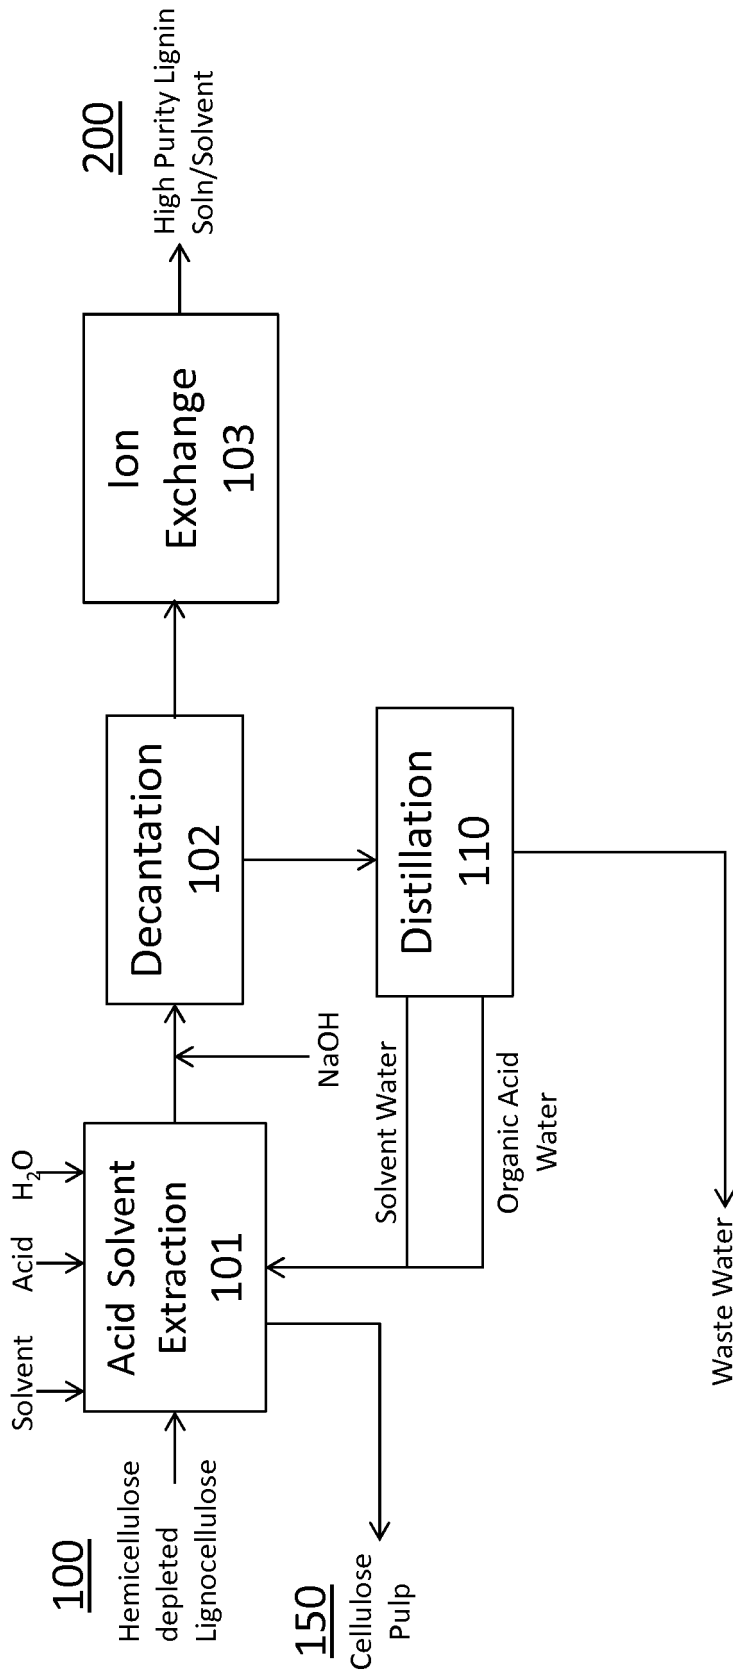 100
Hemicellulose
depleted
Lignocellulose
Solvent
Acid
H₂O
Acid Solvent
Extraction
101
150
Cellulose
Pulp
NaOH
Decantation
102
Solvent Water
Organic Acid
Water
Distillation
110
Waste Water
Ion
Exchange
103
200
High Purity Lignin
Soln/Solvent